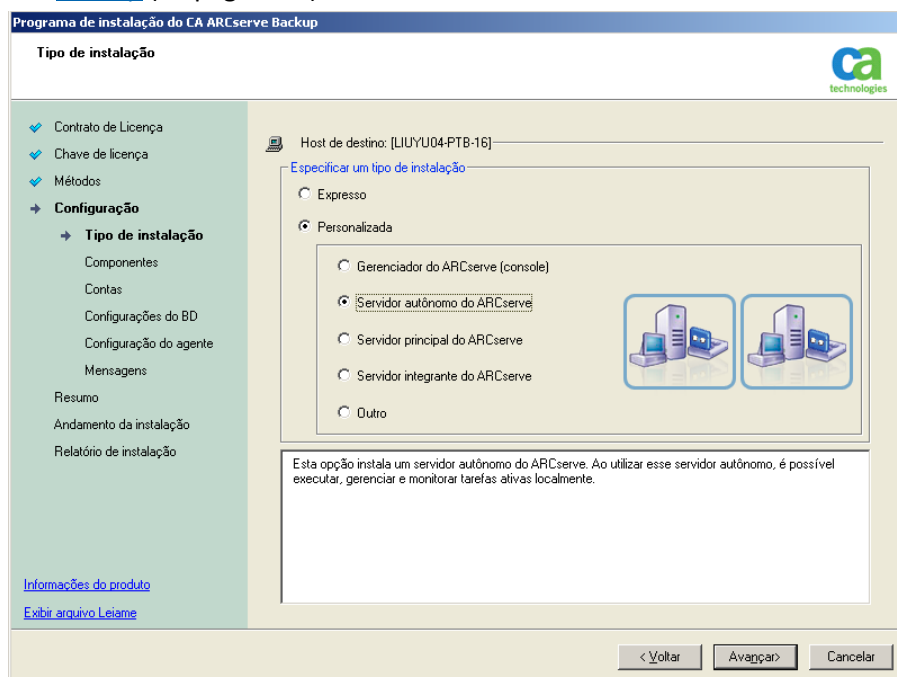 Programa de instalação do CA ARCserve Backup
Tipo de instalação
ca
technologies
Contrato de Licença
Chave de licença
Métodos
Configuração
Tipo de instalação
Componentes
Contas
Configurações do BD
Configuração do agente
Mensagens
Resumo
Andamento da instalação
Relatório de instalação
Informações do produto
Exibir arquivo Leiame
Host de destino: [LIUYU04-PTB-16]
Especificar um tipo de instalação
Expresso
Personalizada
Gerenciador do ARCserve (console)
Servidor autônomo do ARCserve
Servidor principal do ARCserve
Servidor integrante do ARCserve
Outro
Esta opção instala um servidor autônomo do ARCserve. Ao utilizar esse servidor autônomo, é possível
executar, gerenciar e monitorar tarefas ativas localmente.
< Voltar
Avançar>
Cancelar